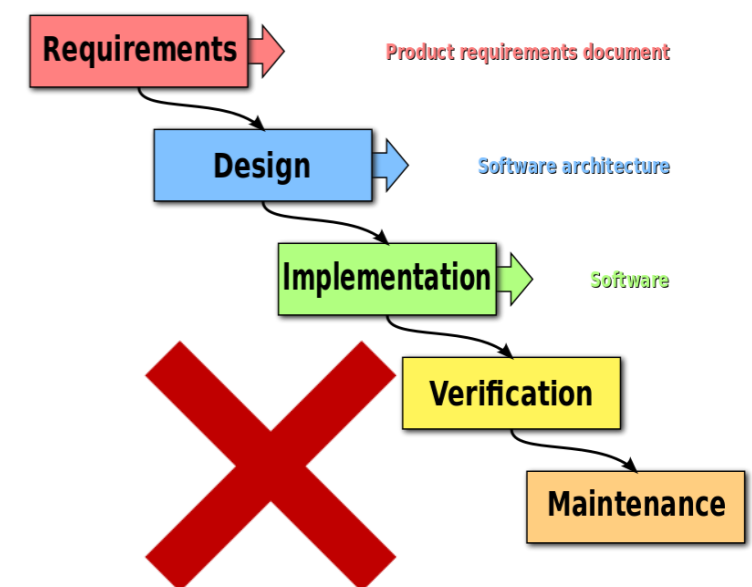 Requirements
Product requirements document
Design
Software architecture
Implementation
Software
Verification
Maintenance